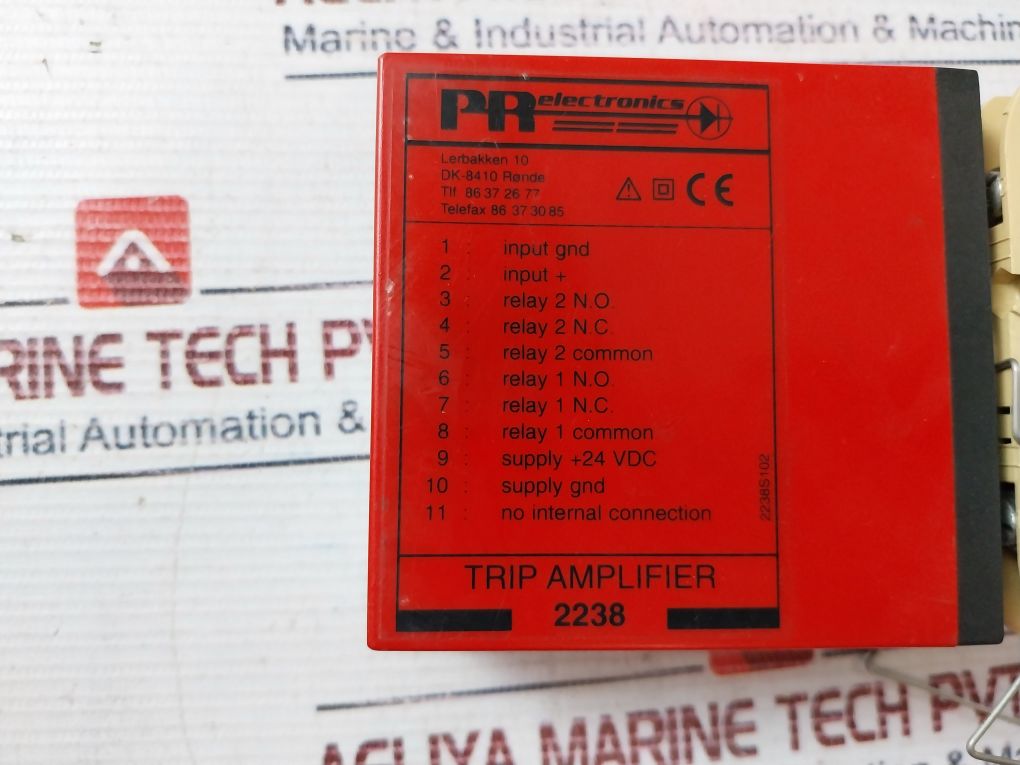 Marine & Industrial Automation & Machin
PR electronics
Lerbakken 10
DK-8410 Rønde
Tlf 86 37 26 77
Telefax 86 37 30 85
CE
1 : input gnd
2 : input +
3 : relay 2 N.O.
4 : relay 2 N.C.
5 : relay 2 common
6 : relay 1 N.O.
7 : relay 1 N.C.
8 : relay 1 common
9 : supply +24 VDC
10 : supply gnd
11 : no internal connection
2238S102
TRIP AMPLIFIER
2238
RINE TECH PV
trial Automation &
AELIYA MARINE TECH PVT